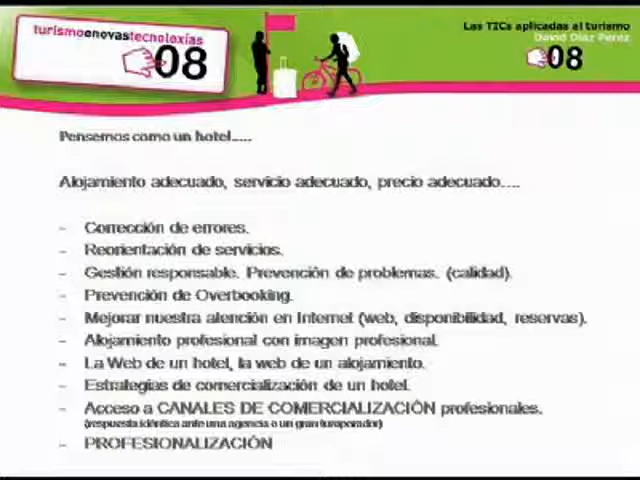 turismoenovastecnoloxías
08
Las TICs aplicadas al turismo
David Díaz Pérez
08
Pensemos como un hotel.....
Alojamiento adecuado, servicio adecuado, precio adecuado....
- Corrección de errores.
- Reorientación de servicios.
- Gestión responsable. Prevención de problemas. (calidad).
- Prevención de Overbooking.
- Mejorar nuestra atención en Internet (web, disponibilidad, reservas).
- Alojamiento profesional con imagen profesional.
- La Web de un hotel, la web de un alojamiento.
- Estrategias de comercialización de un hotel.
- Acceso a CANALES DE COMERCIALIZACIÓN profesionales.
(respuesta idéntica ante una agencia o un gran turoperador)
- PROFESIONALIZACIÓN